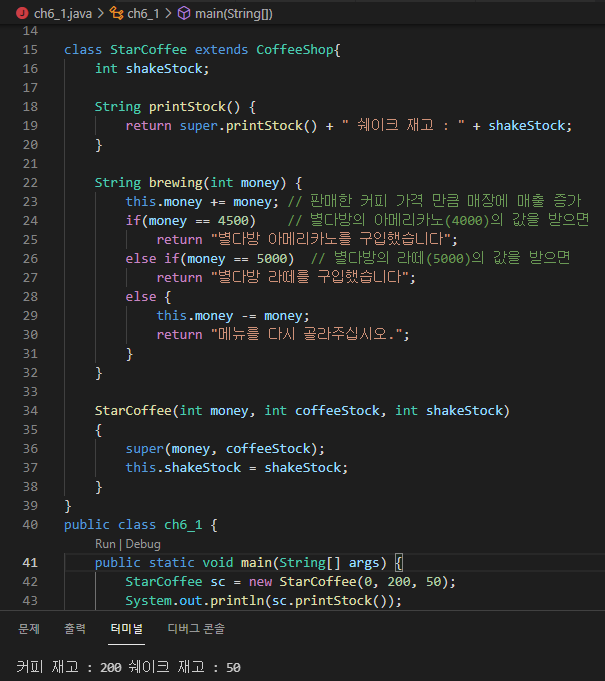 ch6_1.java > ch6_1 > main(String[])
14
15 class StarCoffee extends CoffeeShop{
16 int shakeStock;
17
18 String printStock() {
19 return super.printStock() + " 쉐이크 재고 : " + shakeStock;
20 }
21
22 String brewing(int money) {
23 this.money += money; // 판매한 커피 가격 만큼 매장에 매출 증가
24 if(money == 4500) // 별다방의 아메리카노(4000)의 값을 받으면
25 return "별다방 아메리카노를 구입했습니다";
26 else if(money == 5000) // 별다방의 라떼(5000)의 값을 받으면
27 return "별다방 라떼를 구입했습니다";
28 else {
29 this.money -= money;
30 return "메뉴를 다시 골라주십시오.";
31 }
32 }
33
34 StarCoffee(int money, int coffeeStock, int shakeStock)
35 {
36 super(money, coffeeStock);
37 this.shakeStock = shakeStock;
38 }
39 }
40 public class ch6_1 {
Run | Debug
41 public static void main(String[] args) {
42 StarCoffee sc = new StarCoffee(0, 200, 50);
43 System.out.println(sc.printStock());
문제 출력 터미널 디버그 콘솔
커피 재고 : 200 쉐이크 재고 : 50